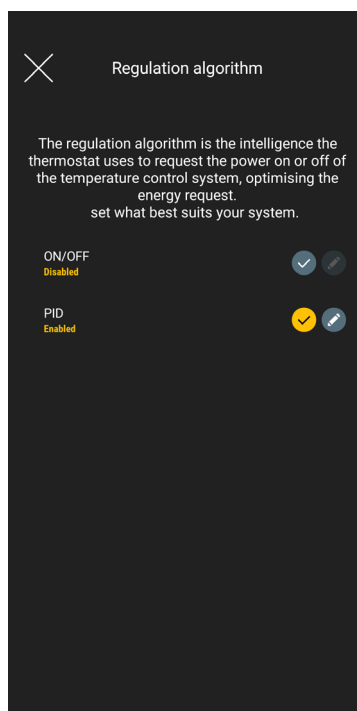 Regulation algorithm
The regulation algorithm is the intelligence the
thermostat uses to request the power on or off of
the temperature control system, optimising the
energy request.
set what best suits your system.
ON/OFF
Disabled
PID
Enabled